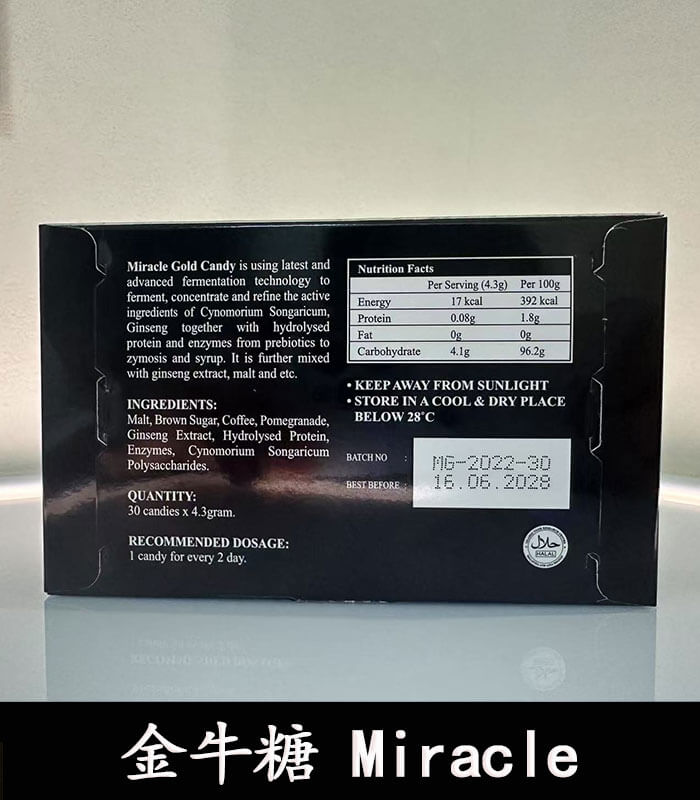 Miracle Gold Candy is using latest and
advanced fermentation technology to
ferment, concentrate and refine the active
ingredients of Cynomorium Songaricum,
Ginseng together with hydrolysed
protein and enzymes from prebiotics to
zymosis and syrup. It is further mixed
with ginseng extract, malt and etc.
INGREDIENTS:
Malt, Brown Sugar, Coffee, Pomegranade,
Ginseng Extract, Hydrolysed Protein,
Enzymes, Cynomorium Songaricum
Polysaccharides.
QUANTITY:
30 candies x 4.3gram.
RECOMMENDED DOSAGE:
1 candy for every 2 day.
Nutrition Facts
Per Serving (4.3g) Per 100g
Energy 17 kcal 392 kcal
Protein 0.08g 1.8g
Fat 0g 0g
Carbohydrate 4.1g 96.2g
• KEEP AWAY FROM SUNLIGHT
• STORE IN A COOL & DRY PLACE
BELOW 28˚C
BATCH NO : MG-2022-30
BEST BEFORE : 16.06.2028
حلال
HALAL
金牛糖 Miracle